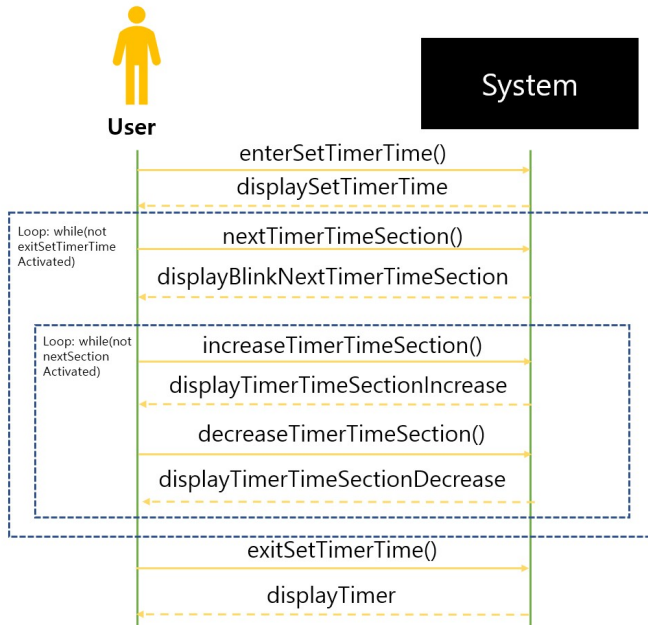 System
User
enterSetTimerTime()
displaySetTimerTime
Loop: while(not
exitSetTimerTime
Activated)
nextTimerTimeSection()
displayBlinkNextTimerTimeSection
Loop: while(not
nextSection
Activated)
increaseTimerTimeSection()
displayTimerTimeSectionIncrease
decreaseTimerTimeSection()
displayTimerTimeSectionDecrease
exitSetTimerTime()
displayTimer